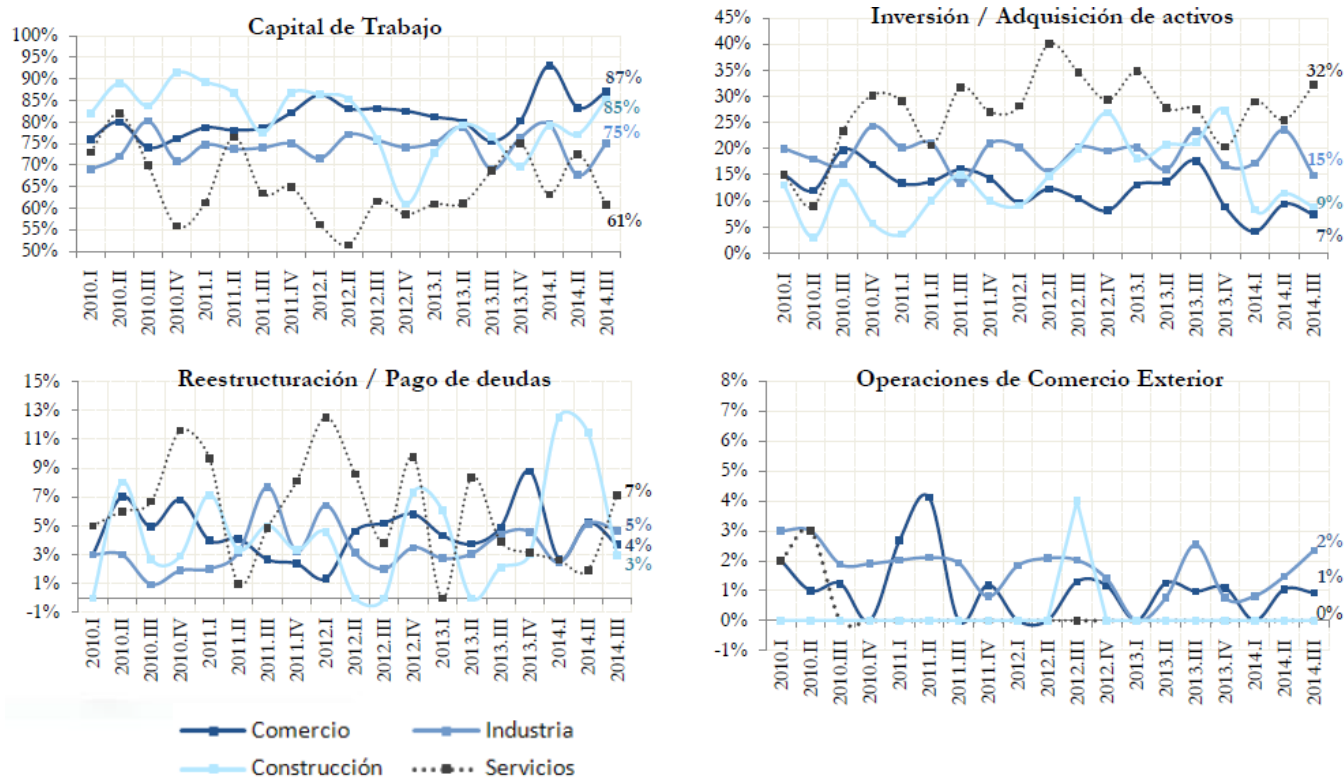 Capital de Trabajo
100%
95%
90%
85%
80%
75%
70%
65%
60%
55%
50%
87%
85%
75%
61%
2010.I
2010.II
2010.III
2010.IV
2011.I
2011.II
2011.III
2011.IV
2012.I
2012.II
2012.III
2012.IV
2013.I
2013.II
2013.III
2013.IV
2014.I
2014.II
2014.III
Inversión / Adquisición de activos
45%
40%
35%
30%
25%
20%
15%
10%
5%
0%
32%
15%
9%
7%
2010.I
2010.II
2010.III
2010.IV
2011.I
2011.II
2011.III
2011.IV
2012.I
2012.II
2012.III
2012.IV
2013.I
2013.II
2013.III
2013.IV
2014.I
2014.II
2014.III
Reestructuración / Pago de deudas
15%
13%
11%
9%
7%
5%
3%
1%
-1%
7%
5%
4%
3%
2010.I
2010.II
2010.III
2010.IV
2011.I
2011.II
2011.III
2011.IV
2012.I
2012.II
2012.III
2012.IV
2013.I
2013.II
2013.III
2013.IV
2014.I
2014.II
2014.III
Operaciones de Comercio Exterior
8%
7%
6%
5%
4%
3%
2%
1%
0%
-1%
2%
1%
0%
2010.I
2010.II
2010.III
2010.IV
2011.I
2011.II
2011.III
2011.IV
2012.I
2012.II
2012.III
2012.IV
2013.I
2013.II
2013.III
2013.IV
2014.I
2014.II
2014.III
Comercio
Industria
Construcción
Servicios